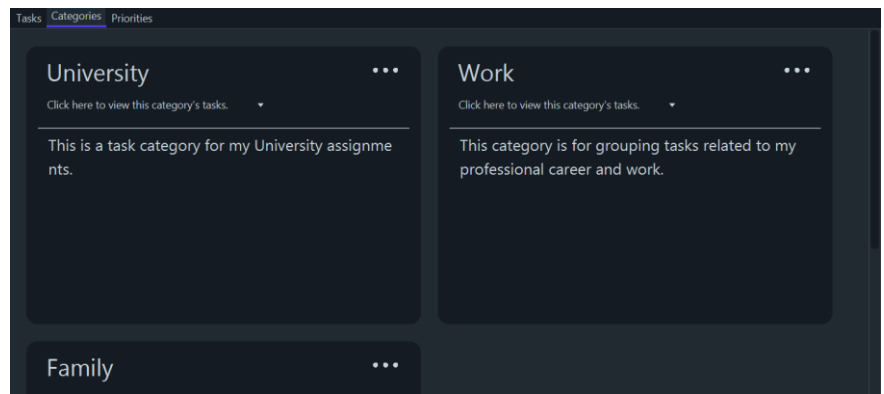 Tasks Categories Priorities
University
Click here to view this category's tasks.
This is a task category for my University assignme
nts.
Work
Click here to view this category's tasks.
This category is for grouping tasks related to my
professional career and work.
Family